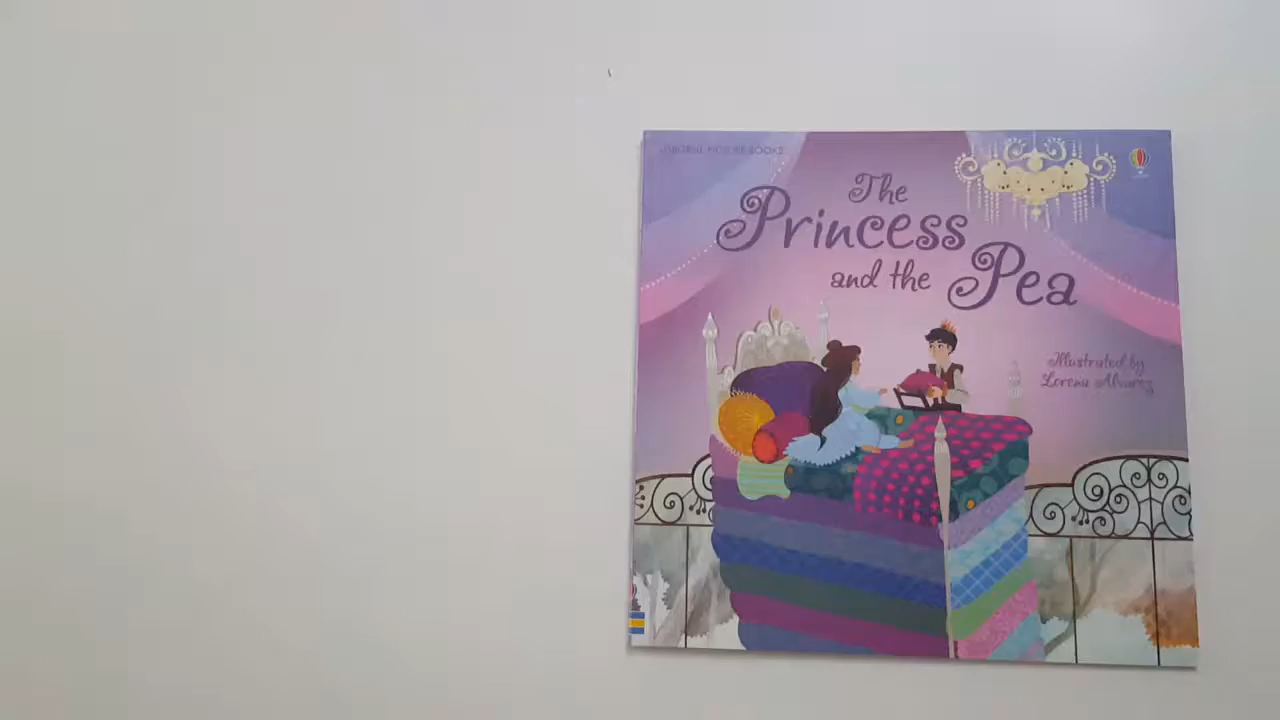 USBORNE PICTURE BOOKS
The
Princess
and the
Pea
Illustrated by
Lorena Alvarez